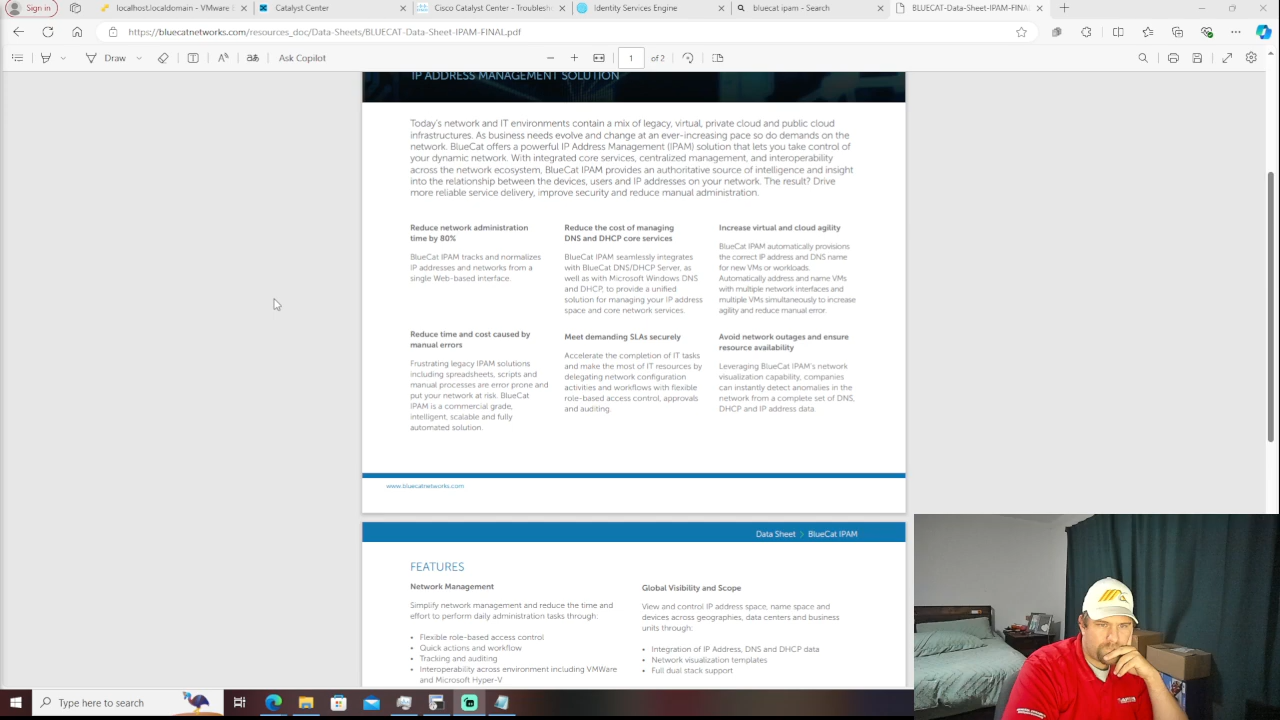 Sign in
localhost.localdomain - VMware
Catalyst Center
Cisco Catalyst Center - Troublesh
Identity Services Engine
bluecat ipam - Search
BLUECAT-Data-Sheet-IPAM-FINA
https://bluecatnetworks.com/resources_doc/Data-Sheets/BLUECAT-Data-Sheet-IPAM-FINAL.pdf
Draw
Ask Copilot
1 of 2
IP ADDRESS MANAGEMENT SOLUTION
Today's network and IT environments contain a mix of legacy, virtual, private cloud and public cloud
infrastructures. As business needs evolve and change at an ever-increasing pace so do demands on the
network. BlueCat offers a powerful IP Address Management (IPAM) solution that lets you take control of
your dynamic network. With integrated core services, centralized management, and interoperability
across the network ecosystem, BlueCat IPAM provides an authoritative source of intelligence and insight
into the relationship between the devices, users and IP addresses on your network. The result? Drive
more reliable service delivery, improve security and reduce manual administration.
Reduce network administration
time by 80%
BlueCat IPAM tracks and normalizes
IP addresses and networks from a
single Web-based interface.
Reduce the cost of managing
DNS and DHCP core services
BlueCat IPAM seamlessly integrates
with BlueCat DNS/DHCP Server, as
well as with Microsoft Windows DNS
and DHCP, to provide a unified
solution for managing your IP address
space and core network services.
Increase virtual and cloud agility
BlueCat IPAM automatically provisions
the correct IP address and DNS name
for new VMs or workloads.
Automatically address and name VMs
with multiple network interfaces and
multiple VMs simultaneously to increase
agility and reduce manual error.
Reduce time and cost caused by
manual errors
Frustrating legacy IPAM solutions
including spreadsheets, scripts and
manual processes are error prone and
put your network at risk. BlueCat
IPAM is a commercial grade,
intelligent, scalable and fully
automated solution.
Meet demanding SLAs securely
Accelerate the completion of IT tasks
and make the most of IT resources by
delegating network configuration
activities and workflows with flexible
role-based access control, approvals
and auditing.
Avoid network outages and ensure
resource availability
Leveraging BlueCat IPAM's network
visualization capability, companies
can instantly detect anomalies in the
network from a complete set of DNS,
DHCP and IP address data.
www.bluecatnetworks.com
Data Sheet > BlueCat IPAM
FEATURES
Network Management
Simplify network management and reduce the time and
effort to perform daily administration tasks through:
• Flexible role-based access control
• Quick actions and workflow
• Tracking and auditing
• Interoperability across environment including VMWare
and Microsoft Hyper-V
Global Visibility and Scope
View and control IP address space, name space and
devices across geographies, data centers and business
units through:
• Integration of IP Address, DNS and DHCP data
• Network visualization templates
• Full dual stack support
Type here to search